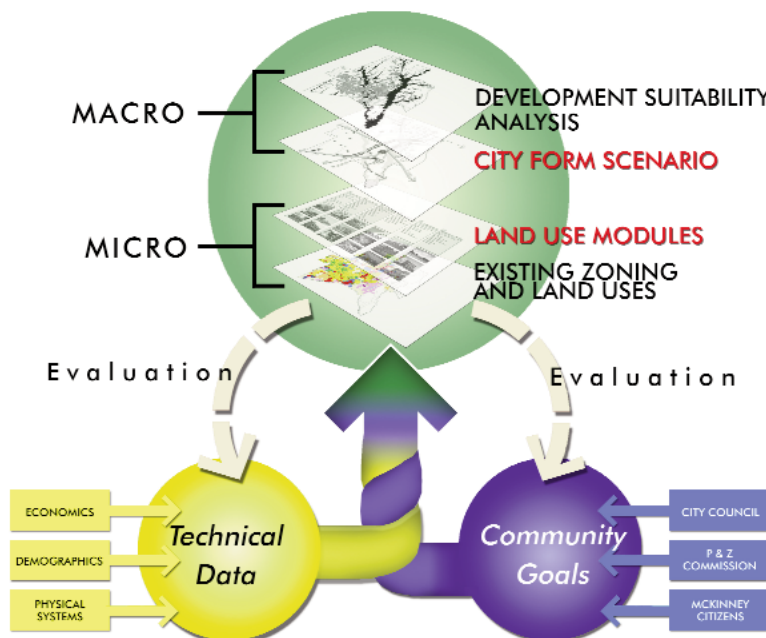 MACRO
DEVELOPMENT SUITABILITY
ANALYSIS
CITY FORM SCENARIO
MICRO
LAND USE MODULES
EXISTING ZONING
AND LAND USES
Evaluation
Evaluation
ECONOMICS
DEMOGRAPHICS
PHYSICAL
SYSTEMS
Technical
Data
Community
Goals
CITY COUNCIL
P & Z
COMMISSION
MCKINNEY
CITIZENS